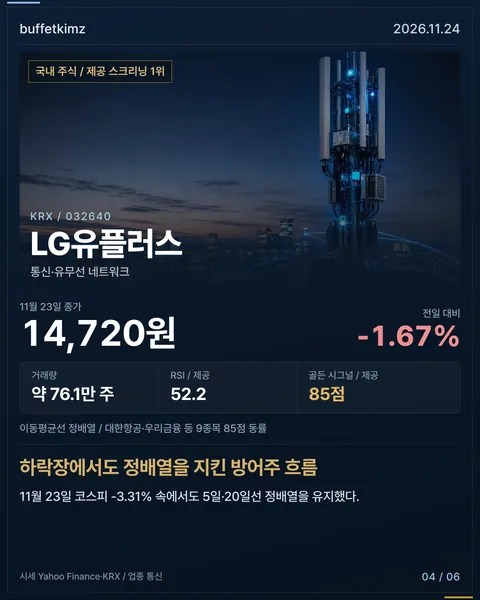 buffetkimz
2026.11.24
국내 주식 / 제공 스크리닝 1위
KRX / 032640
LG유플러스
통신·유무선 네트워크
11월 23일 종가
14,720원
전일 대비
-1.67%
거래량
약 76.1만 주
RSI / 제공
52.2
골든 시그널 / 제공
85점
이동평균선 정배열 / 대한항공·우리금융 등 9종목 85점 동률
하락장에서도 정배열을 지킨 방어주 흐름
11월 23일 코스피 -3.31% 속에서도 5일·20일선 정배열을 유지했다.
시세 Yahoo Finance·KRX / 업종 통신
04 / 06